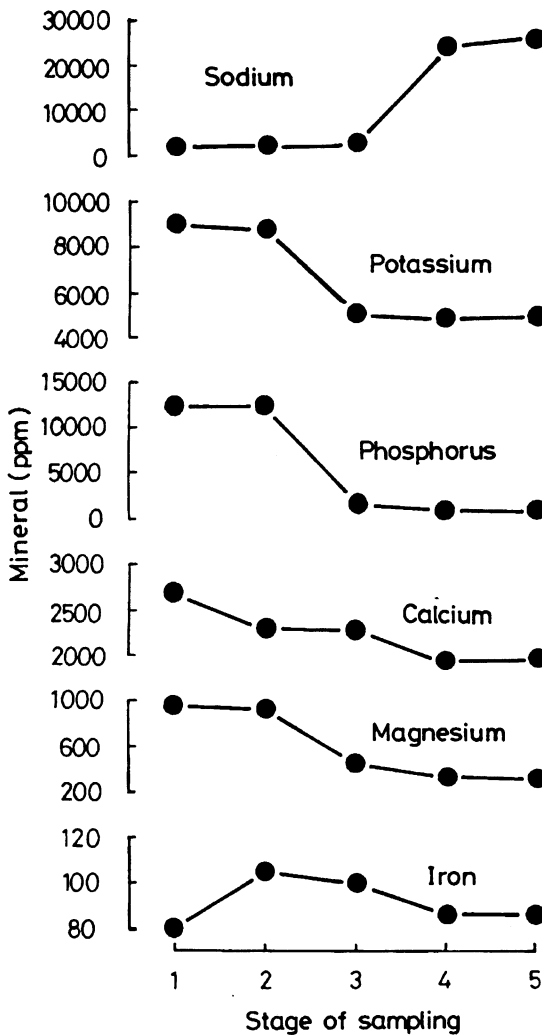 30000
20000
10000
0
Sodium
10000
8000
6000
4000
Potassium
15000
10000
5000
0
Phosphorus
3000
2500
2000
Calcium
1000
600
200
Magnesium
120
100
80
Iron
Mineral (ppm)
1 2 3 4 5
Stage of sampling